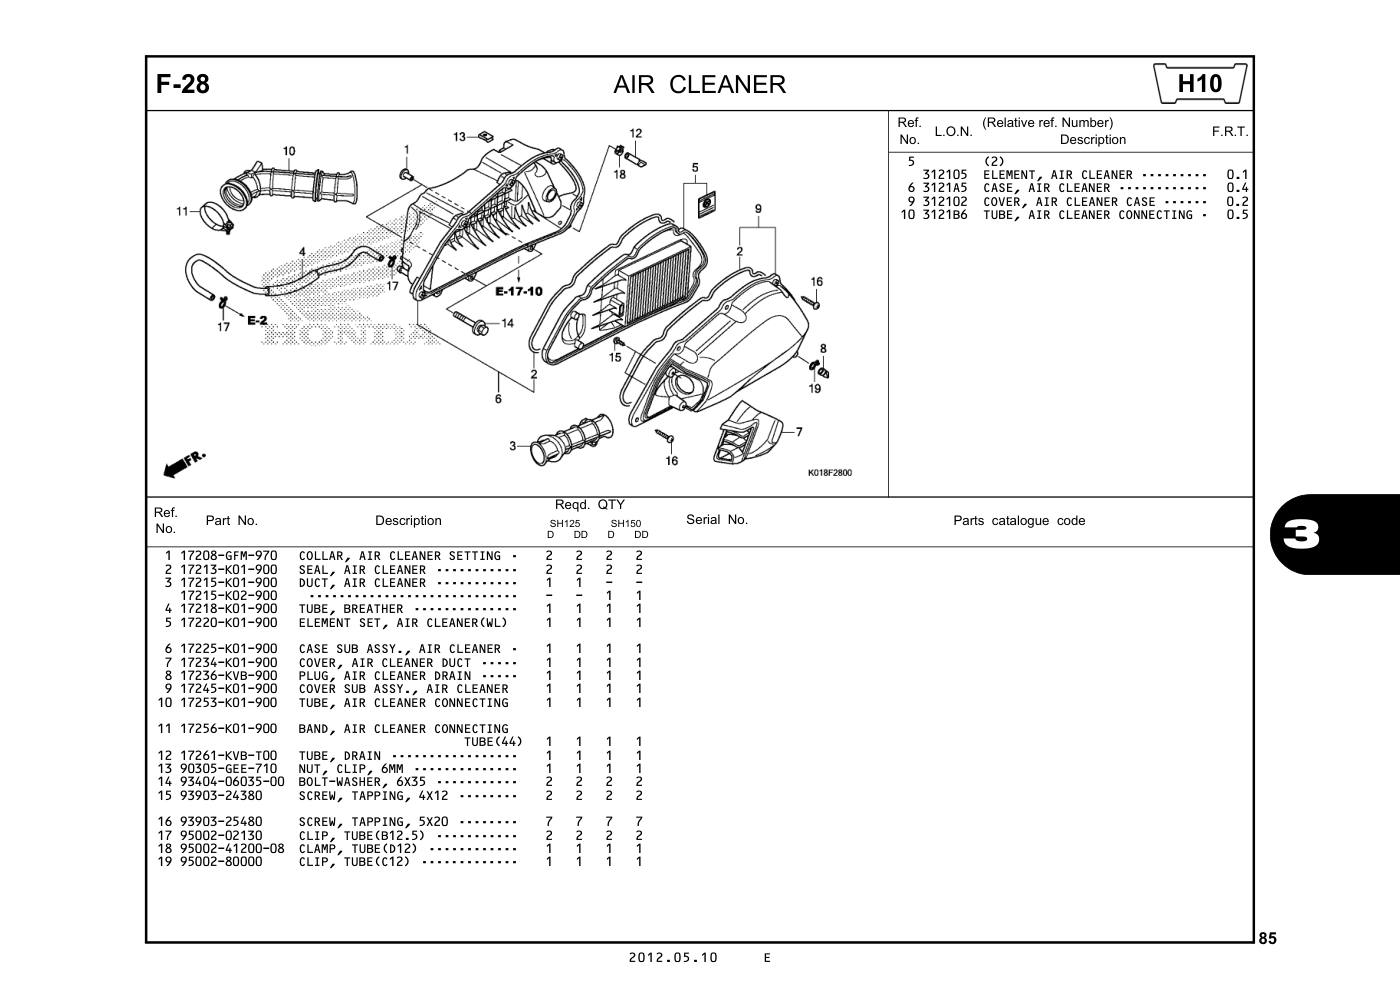 F-28
AIR CLEANER
H10
13
12
1
10
18
5
11
9
4
2
17
E-17-10
16
17
E-2
14
15
8
2
19
6
3
7
16
HONDA
FR.
K018F2800
Ref. No. L.O.N. (Relative ref. Number) Description F.R.T.
5 (2)
312105 ELEMENT, AIR CLEANER --------- 0.1
6 3121A5 CASE, AIR CLEANER ------------ 0.4
9 312102 COVER, AIR CLEANER CASE ------ 0.2
10 3121B6 TUBE, AIR CLEANER CONNECTING - 0.5
Reqd. QTY
Ref. No. Part No. Description SH125 SH150 Serial No. Parts catalogue code
D DD D DD
1 17208-GFM-970 COLLAR, AIR CLEANER SETTING - 2 2 2 2
2 17213-K01-900 SEAL, AIR CLEANER ----------- 2 2 2 2
3 17215-K01-900 DUCT, AIR CLEANER ----------- 1 1 - -
17215-K02-900 ---------------------------- - - 1 1
4 17218-K01-900 TUBE, BREATHER -------------- 1 1 1 1
5 17220-K01-900 ELEMENT SET, AIR CLEANER(WL) 1 1 1 1
6 17225-K01-900 CASE SUB ASSY., AIR CLEANER - 1 1 1 1
7 17234-K01-900 COVER, AIR CLEANER DUCT ----- 1 1 1 1
8 17236-KVB-900 PLUG, AIR CLEANER DRAIN ----- 1 1 1 1
9 17245-K01-900 COVER SUB ASSY., AIR CLEANER 1 1 1 1
10 17253-K01-900 TUBE, AIR CLEANER CONNECTING 1 1 1 1
11 17256-K01-900 BAND, AIR CLEANER CONNECTING
TUBE(44) 1 1 1 1
12 17261-KVB-T00 TUBE, DRAIN ----------------- 1 1 1 1
13 90305-GEE-710 NUT, CLIP, 6MM -------------- 1 1 1 1
14 93404-06035-00 BOLT-WASHER, 6X35 ----------- 2 2 2 2
15 93903-24380 SCREW, TAPPING, 4X12 -------- 2 2 2 2
16 93903-25480 SCREW, TAPPING, 5X20 -------- 7 7 7 7
17 95002-02130 CLIP, TUBE(B12.5) ----------- 2 2 2 2
18 95002-41200-08 CLAMP, TUBE(D12) ------------ 1 1 1 1
19 95002-80000 CLIP, TUBE(C12) ------------- 1 1 1 1
3
85
2012.05.10 E